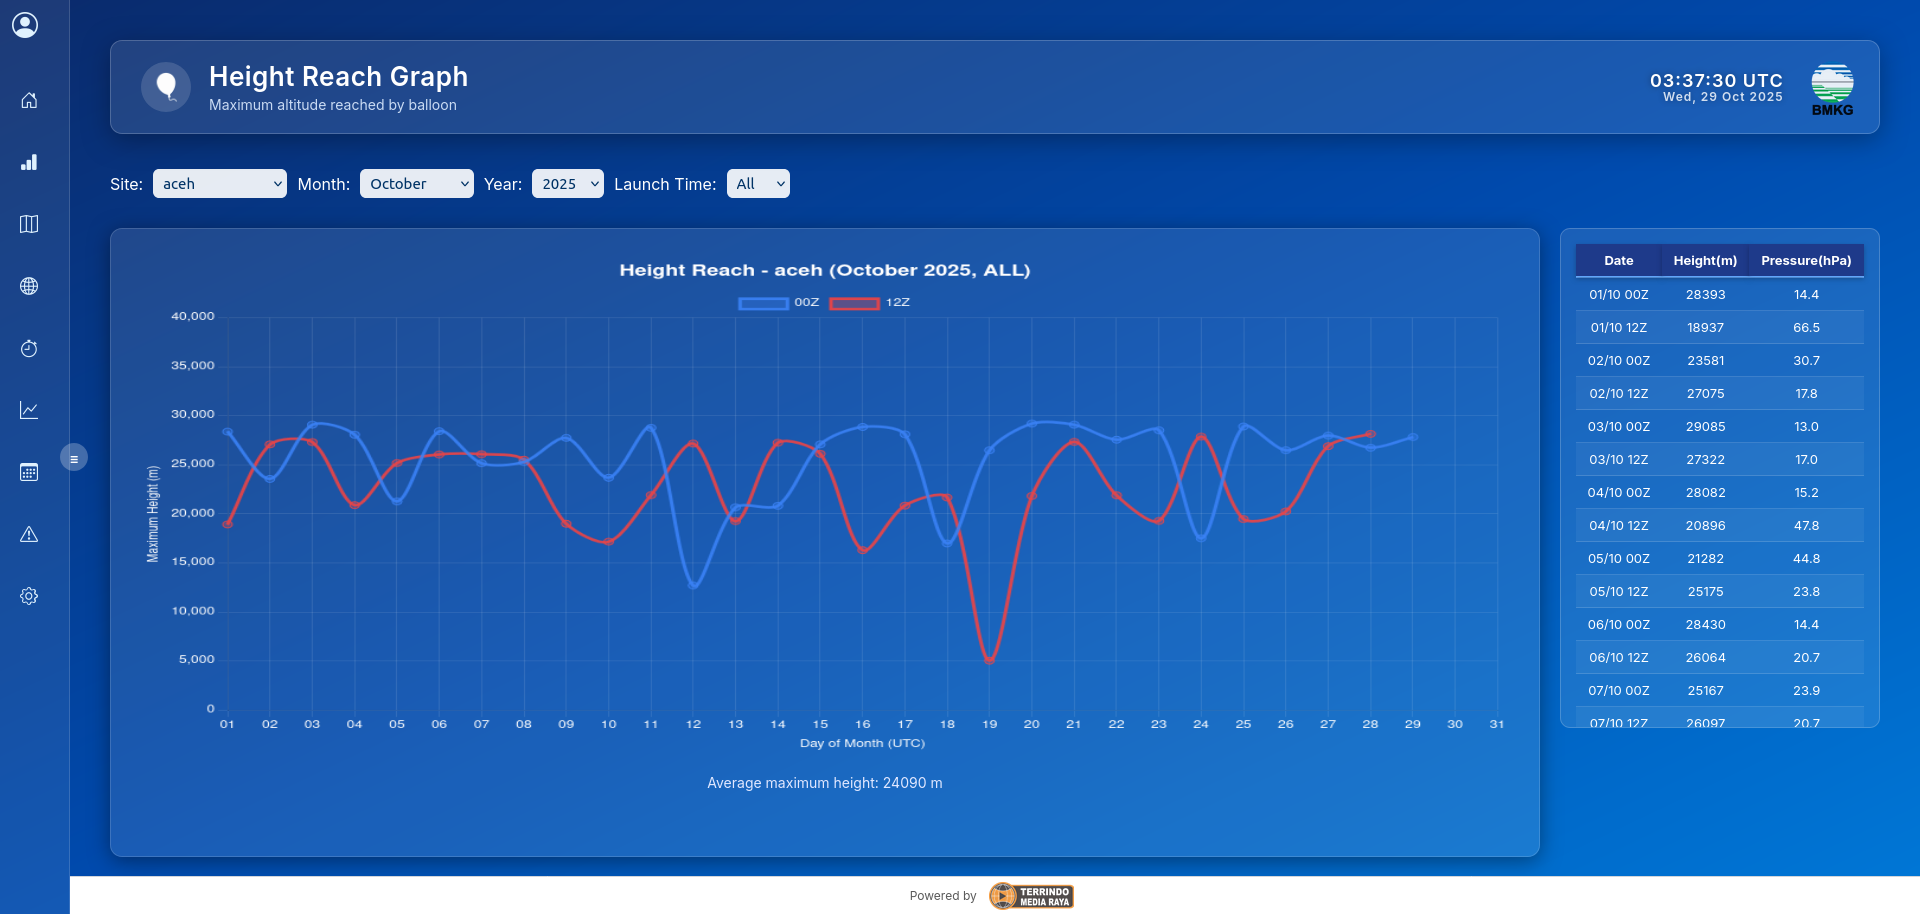 Height Reach Graph
Maximum altitude reached by balloon
03:37:30 UTC
Wed, 29 Oct 2025
BMKG
Site: aceh Month: October Year: 2025 Launch Time: All
Height Reach - aceh (October 2025, ALL)
00Z 12Z
40,000
35,000
30,000
25,000
20,000
15,000
10,000
5,000
0
Maximum Height (m)
01 02 03 04 05 06 07 08 09 10 11 12 13 14 15 16 17 18 19 20 21 22 23 24 25 26 27 28 29 30 31
Day of Month (UTC)
Average maximum height: 24090 m
Date Height(m) Pressure(hPa)
01/10 00Z 28393 14.4
01/10 12Z 18937 66.5
02/10 00Z 23581 30.7
02/10 12Z 27075 17.8
03/10 00Z 29085 13.0
03/10 12Z 27322 17.0
04/10 00Z 28082 15.2
04/10 12Z 20896 47.8
05/10 00Z 21282 44.8
05/10 12Z 25175 23.8
06/10 00Z 28430 14.4
06/10 12Z 26064 20.7
07/10 00Z 25167 23.9
07/10 12Z 26097 20.7
Powered by TERRINDO
MEDIA RAYA